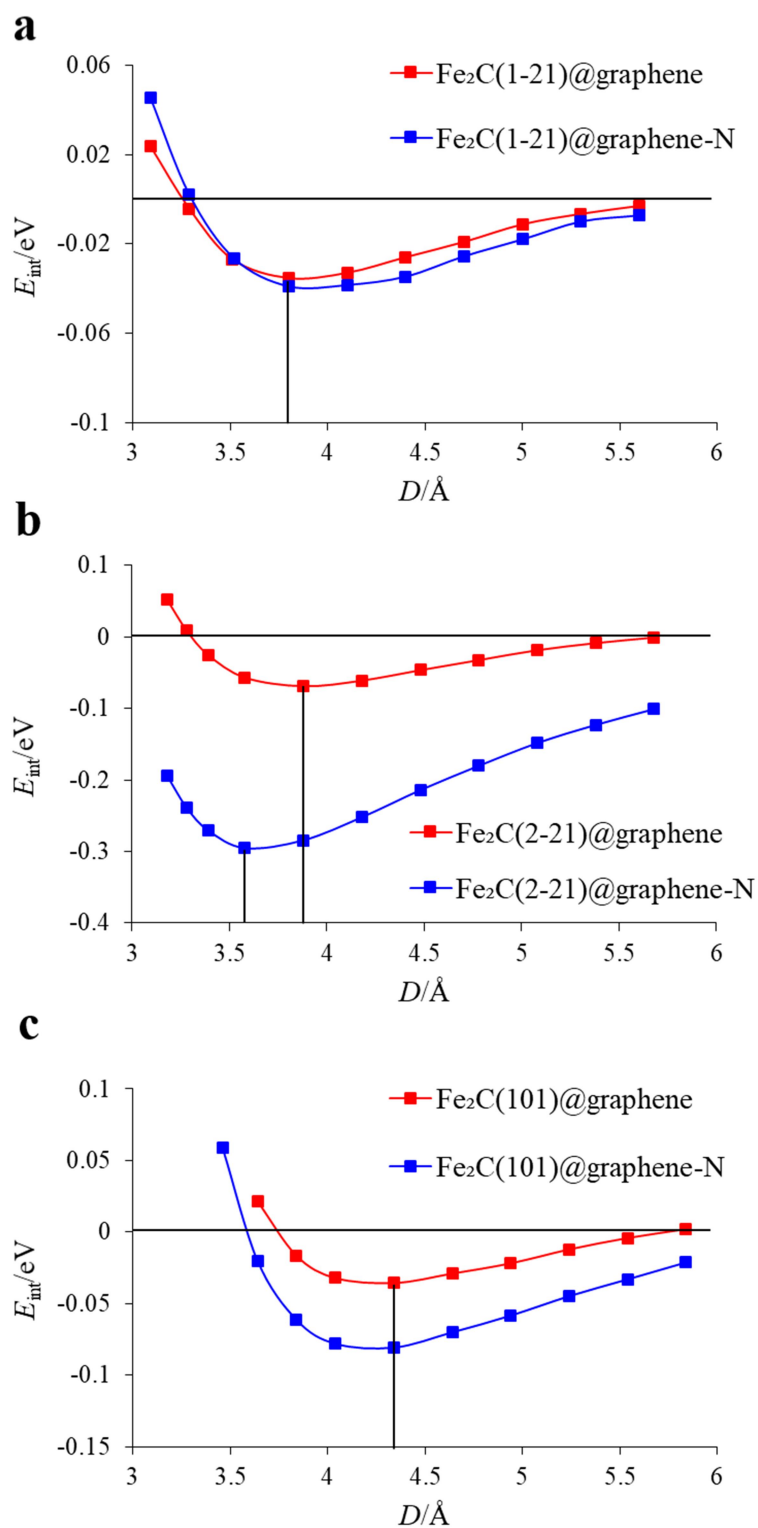 a
0.06
Fe₂C(1-21)@graphene
Fe₂C(1-21)@graphene-N
0.02
-0.02
-0.06
-0.1
Eint/eV
3 3.5 4 4.5 5 5.5 6
D/Å
b
0.1
0
-0.1
-0.2
-0.3
-0.4
Eint/eV
Fe₂C(2-21)@graphene
Fe₂C(2-21)@graphene-N
3 3.5 4 4.5 5 5.5 6
D/Å
c
0.1
Fe₂C(101)@graphene
Fe₂C(101)@graphene-N
0.05
0
-0.05
-0.1
-0.15
Eint/eV
3 3.5 4 4.5 5 5.5 6
D/Å